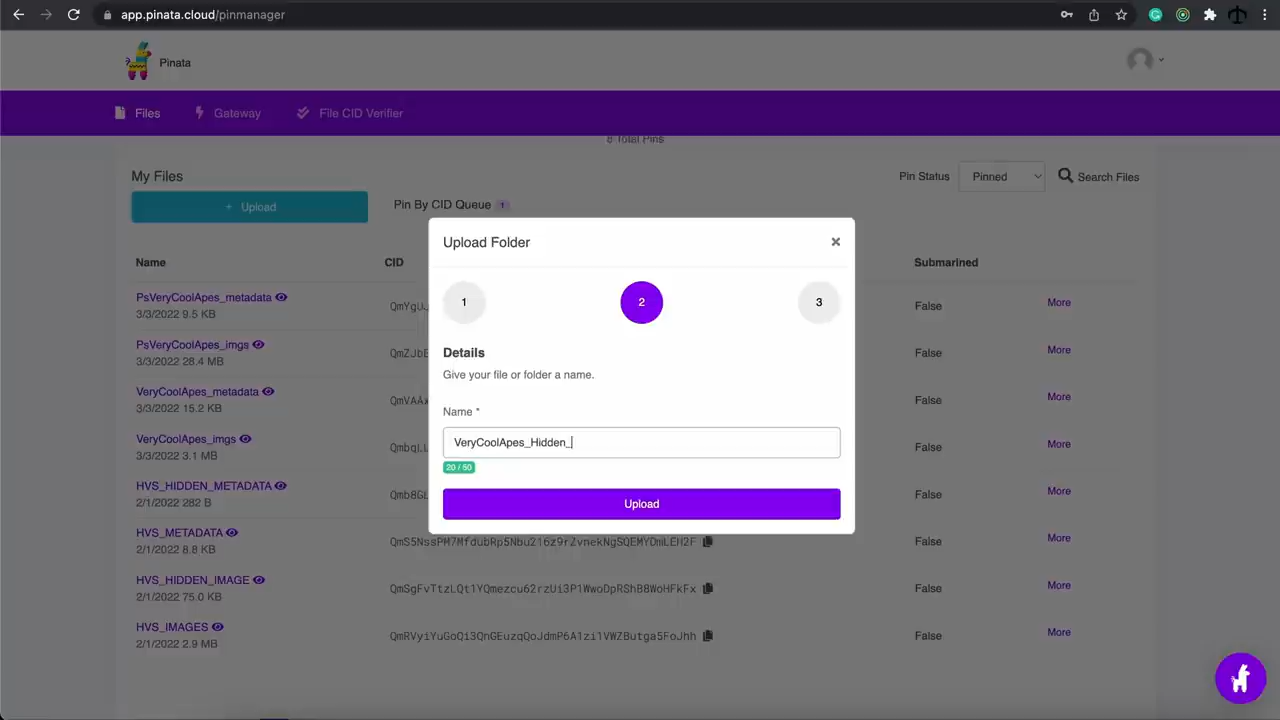 app.pinata.cloud/pinmanager
Pinata
Files
Gateway
File CID Verifier
8 Total Pins
My Files
Pin Status
Pinned
Search Files
+ Upload
Pin By CID Queue 1
Name
CID
Submarined
PsVeryCoolApes_metadata
3/3/2022 9.5 KB
False
More
PsVeryCoolApes_imgs
3/3/2022 28.4 MB
False
More
VeryCoolApes_metadata
3/3/2022 15.2 KB
False
More
VeryCoolApes_imgs
3/3/2022 3.1 MB
False
More
HVS_HIDDEN_METADATA
2/1/2022 282 B
False
More
HVS_METADATA
2/1/2022 8.8 KB
False
More
HVS_HIDDEN_IMAGE
2/1/2022 75.0 KB
QmSgFvTtzLQt1YQmezcu62rzUi3P1WwoDpRShB8WoHFkFx
False
More
HVS_IMAGES
2/1/2022 2.9 MB
QmRVyiYuGoQi3QnGEuzqQoJdmP6A1zi1VWZButga5FoJhh
False
More
Upload Folder
1
2
3
Details
Give your file or folder a name.
Name *
VeryCoolApes_Hidden_
20 / 50
Upload